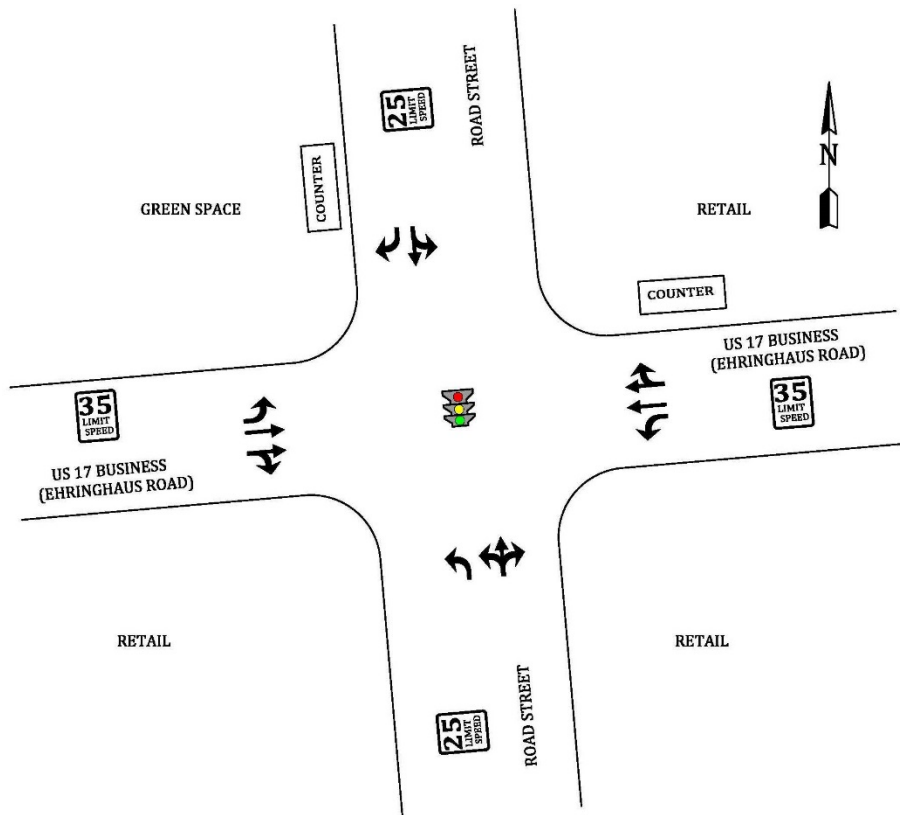 25
LIMIT
SPEED
ROAD STREET
COUNTER
GREEN SPACE
RETAIL
N
COUNTER
US 17 BUSINESS
(EHRINGHAUS ROAD)
35
LIMIT
SPEED
35
LIMIT
SPEED
US 17 BUSINESS
(EHRINGHAUS ROAD)
RETAIL
RETAIL
25
LIMIT
SPEED
ROAD STREET